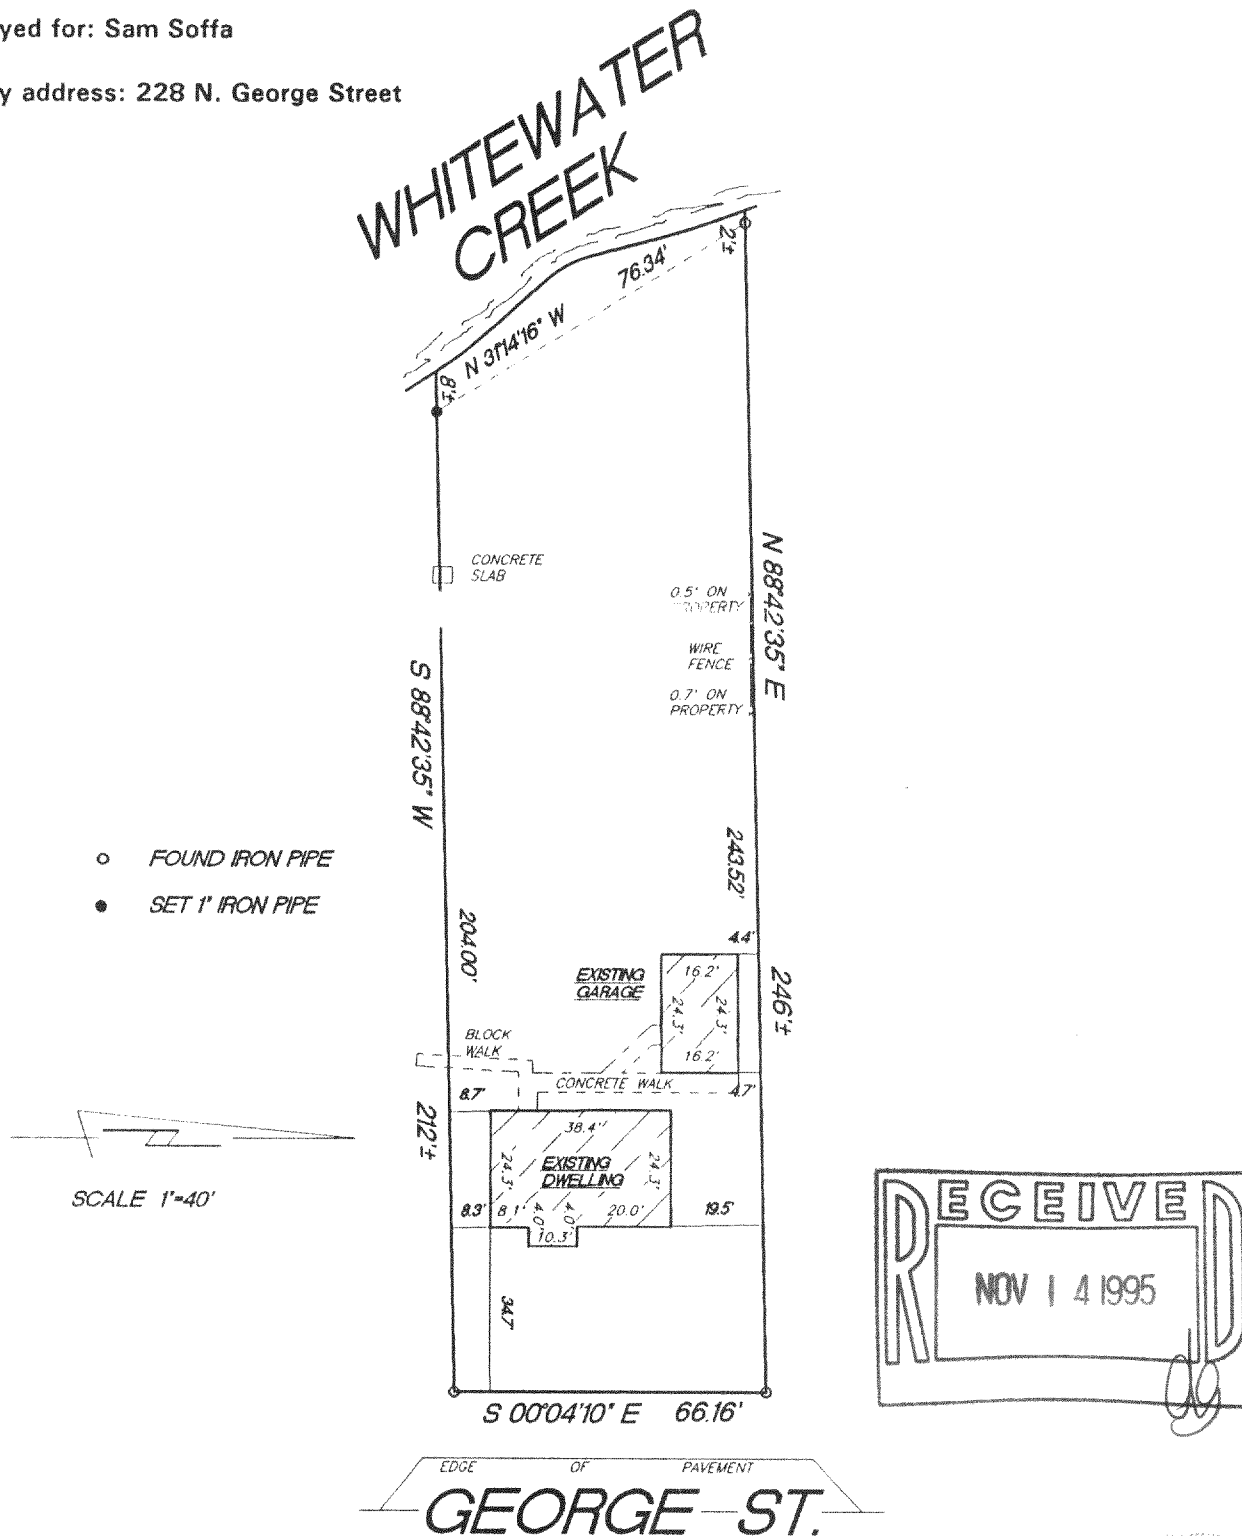 yed for: Sam Soffa
y address: 228 N. George Street
WHITEWATER
CREEK
2'±
76.34'
N 31°14'16" W
8'±
CONCRETE
SLAB
0.5' ON
PROPERTY
WIRE
FENCE
0.7' ON
PROPERTY
N 88°42'35" E
S 88°42'35" W
243.52'
FOUND IRON PIPE
SET 1" IRON PIPE
204.00'
4.4'
EXISTING
GARAGE
16.2'
24.3'
24.3'
16.2'
246'±
BLOCK
WALK
CONCRETE WALK
8.7'
4.7'
212'±
38.4'
EXISTING
DWELLING
24.3'
24.3'
8.3'
8.1'
4.0'
4.0'
10.3'
20.0'
19.5'
SCALE 1"=40'
34.7'
RECEIVED
NOV 14 1995
S 00°04'10" E 66.16'
EDGE OF PAVEMENT
GEORGE ST.